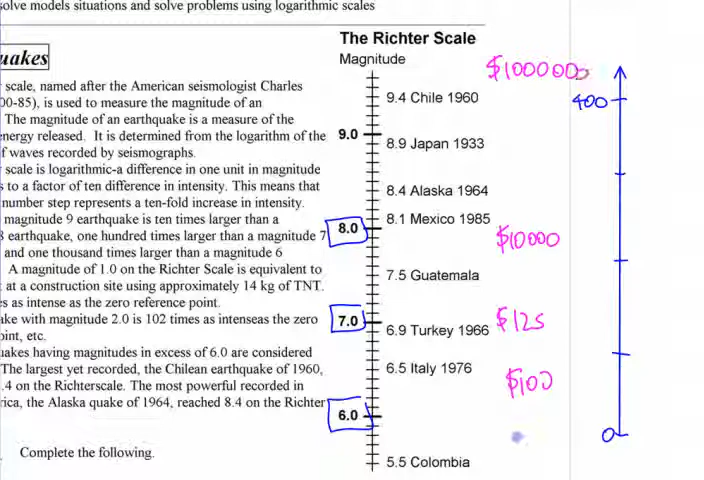 solve models situations and solve problems using logarithmic scales
uakes
scale, named after the American seismologist Charles
00-85), is used to measure the magnitude of an
The magnitude of an earthquake is a measure of the
nergy released. It is determined from the logarithm of the
f waves recorded by seismographs.
scale is logarithmic-a difference in one unit in magnitude
s to a factor of ten difference in intensity. This means that
number step represents a ten-fold increase in intensity.
magnitude 9 earthquake is ten times larger than a
8 earthquake, one hundred times larger than a magnitude 7
and one thousand times larger than a magnitude 6
A magnitude of 1.0 on the Richter Scale is equivalent to
t at a construction site using approximately 14 kg of TNT.
es as intense as the zero reference point.
ake with magnitude 2.0 is 102 times as intenseas the zero
oint, etc.
uakes having magnitudes in excess of 6.0 are considered
The largest yet recorded, the Chilean earthquake of 1960,
.4 on the Richterscale. The most powerful recorded in
rica, the Alaska quake of 1964, reached 8.4 on the Richter
Complete the following.
The Richter Scale
Magnitude
9.4 Chile 1960
9.0
8.9 Japan 1933
8.4 Alaska 1964
8.1 Mexico 1985
8.0
7.5 Guatemala
7.0
6.9 Turkey 1966
6.5 Italy 1976
6.0
5.5 Colombia
$1000000
$10000
$125
$100
400
0